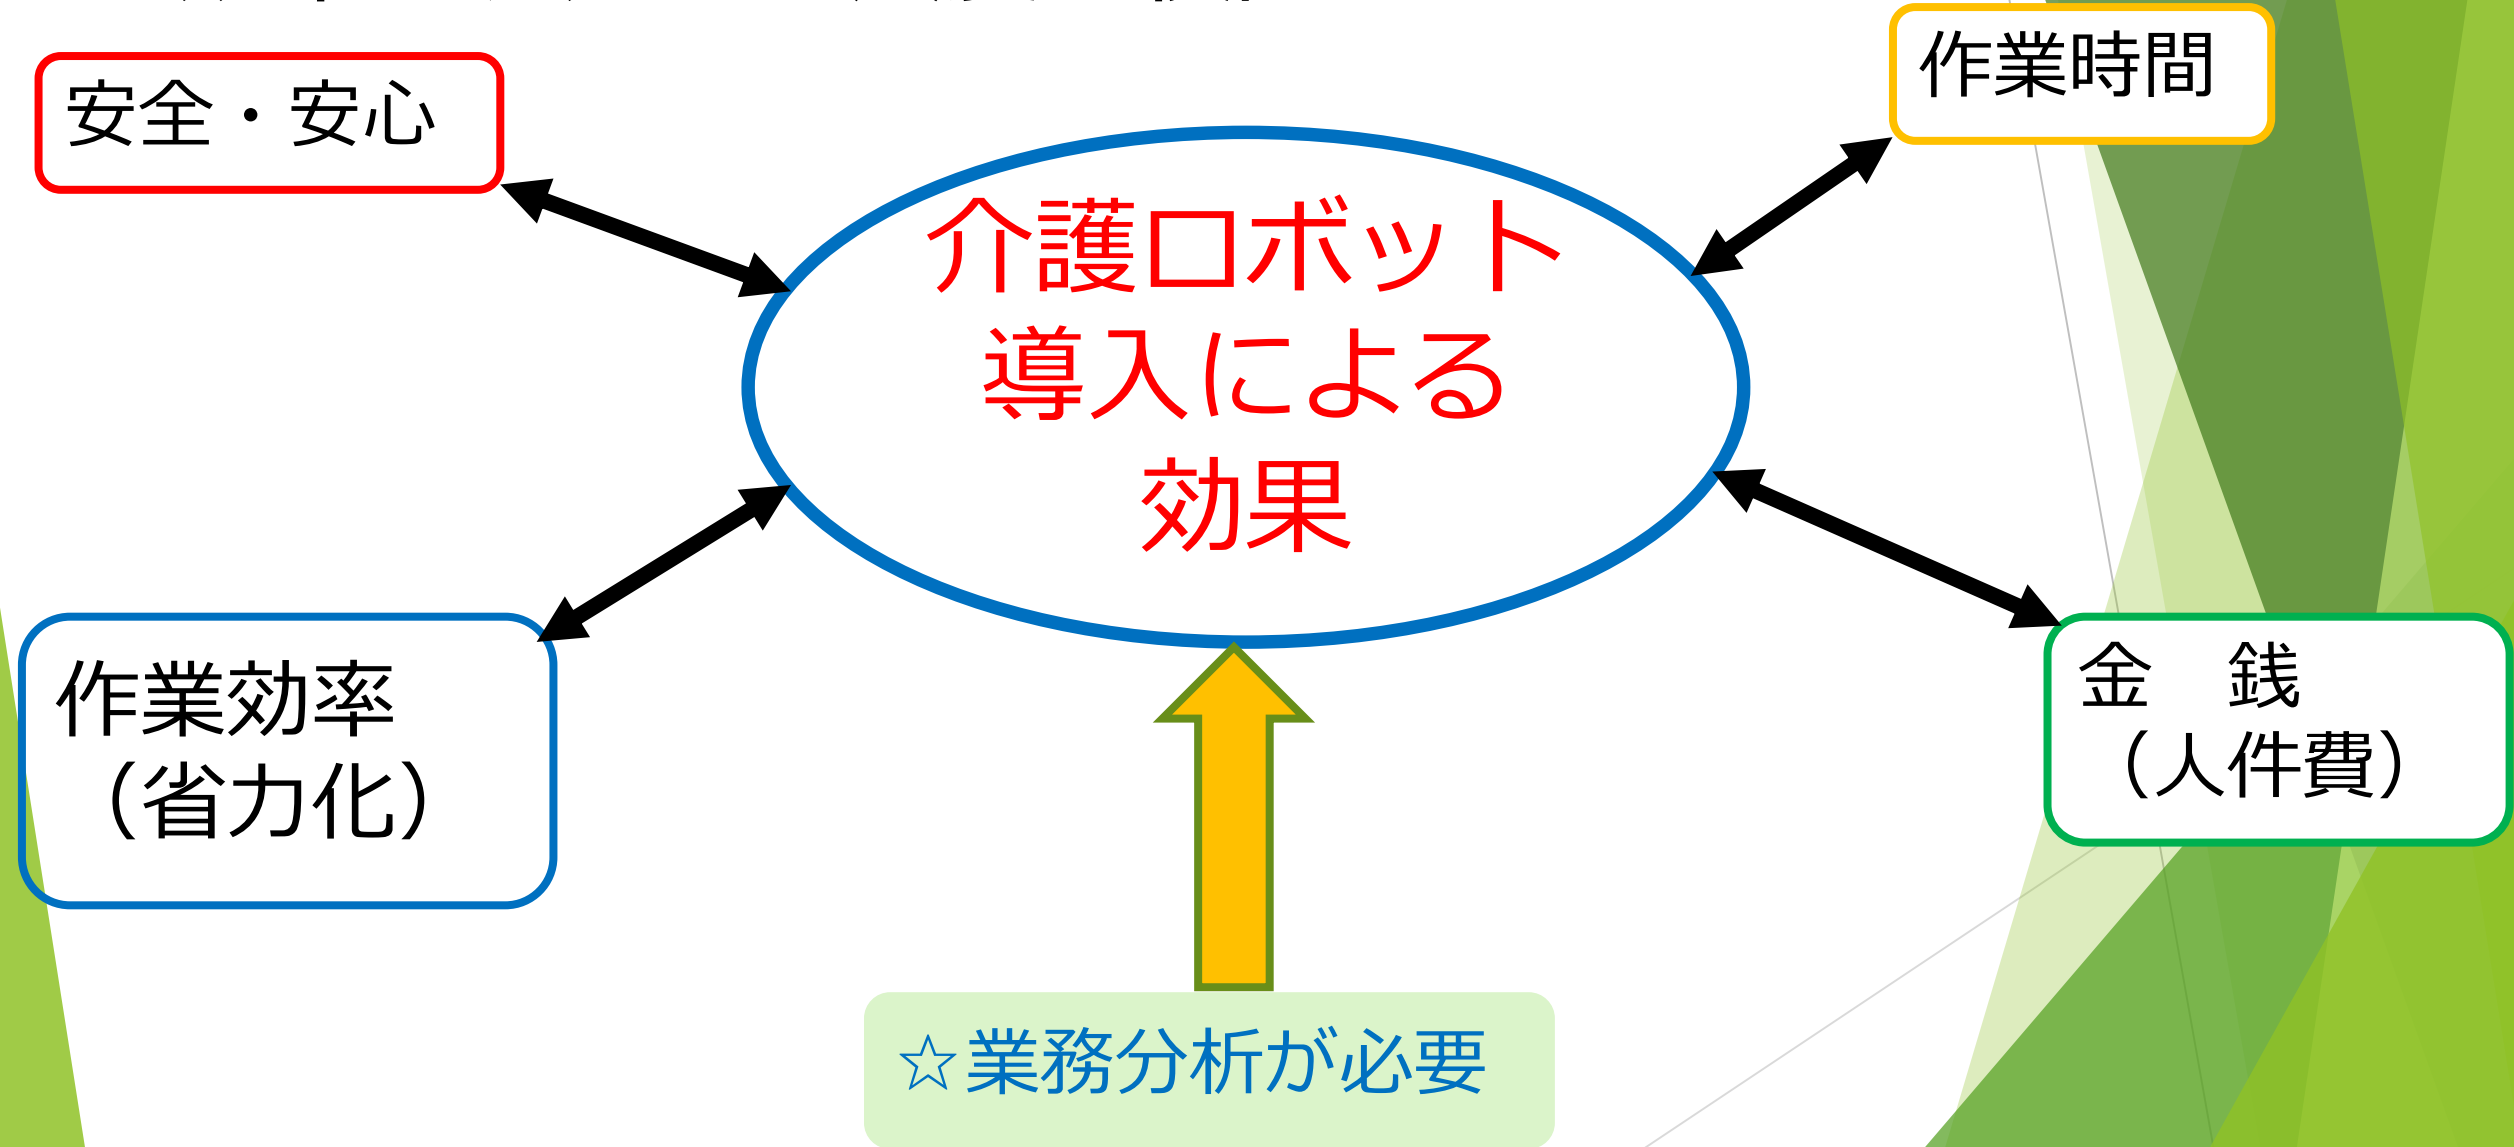 安全・安心
作業時間
介護ロボット
導入による
効果
作業効率
（省力化）
金　銭
（人件費）
☆業務分析が必要